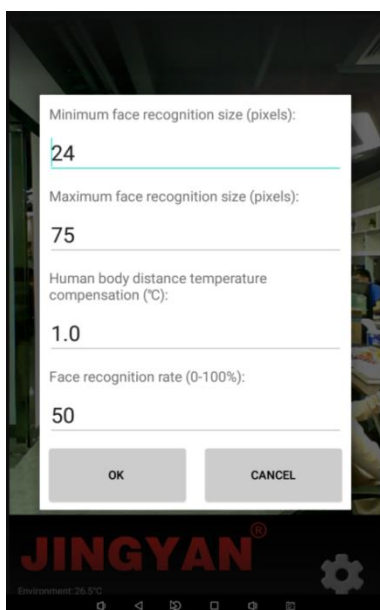 Minimum face recognition size (pixels):
24
Maximum face recognition size (pixels):
75
Human body distance temperature
compensation (℃):
1.0
Face recognition rate (0-100%):
50
OK
CANCEL
JINGYAN®
Environment:26.5°C